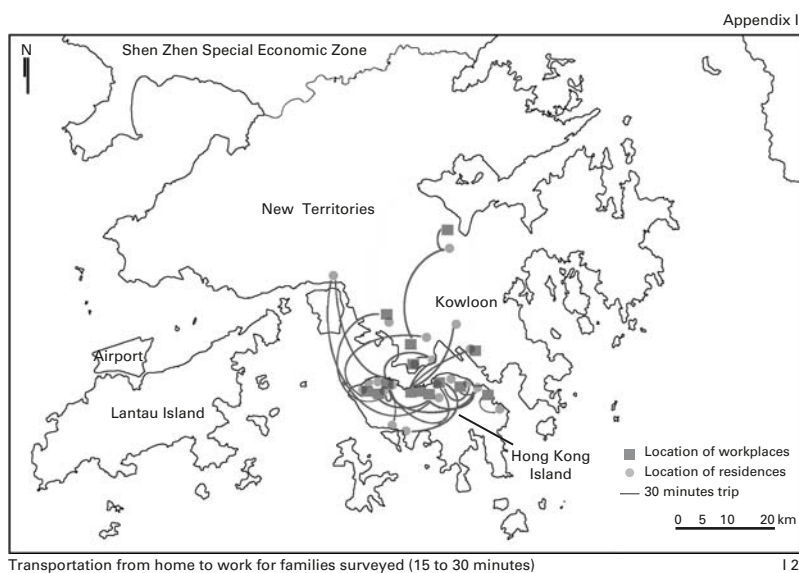 Appendix I
N
Shen Zhen Special Economic Zone
New Territories
Kowloon
Airport
Lantau Island
Hong Kong
Island
Location of workplaces
Location of residences
30 minutes trip
0 5 10 20 km
Transportation from home to work for families surveyed (15 to 30 minutes)
I 2